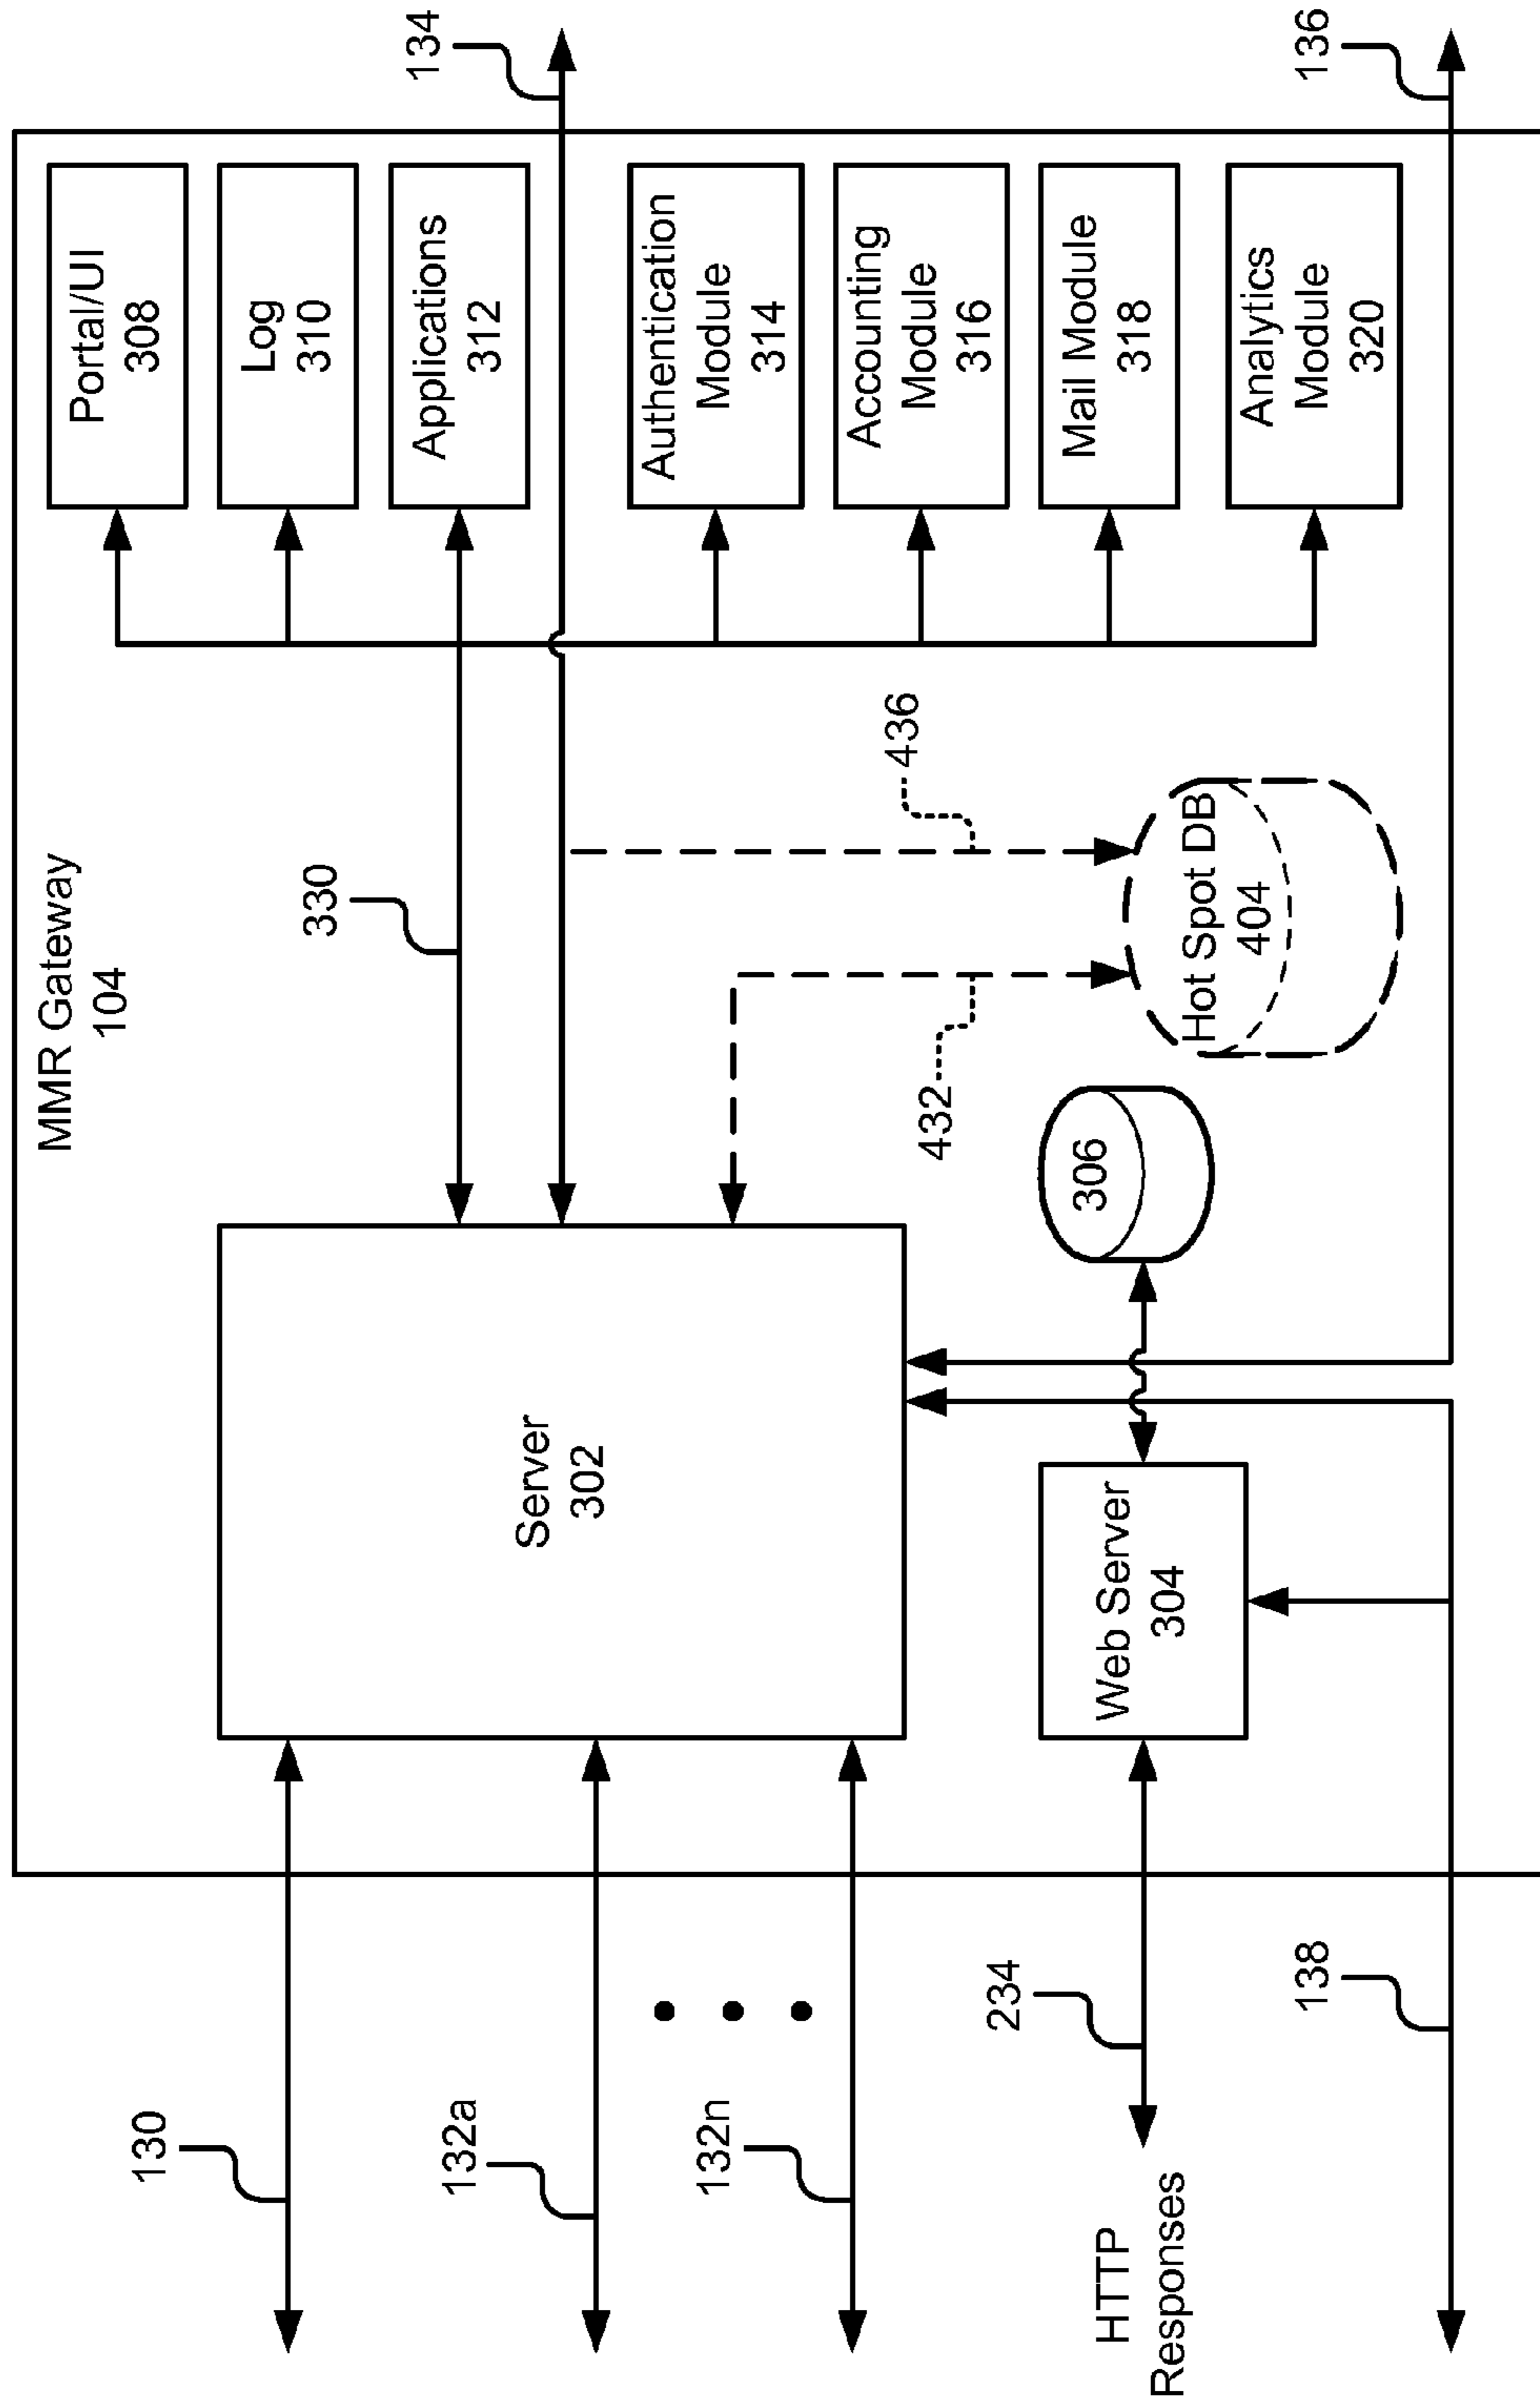 MMR Gateway
104
130
132a
132n
234
HTTP
Responses
138
Server
302
Web Server
304
306
330
432
436
Hot Spot DB
404
Portal/UI
308
Log
310
Applications
312
Authentication
Module
314
Accounting
Module
316
Mail Module
318
Analytics
Module
320
134
136